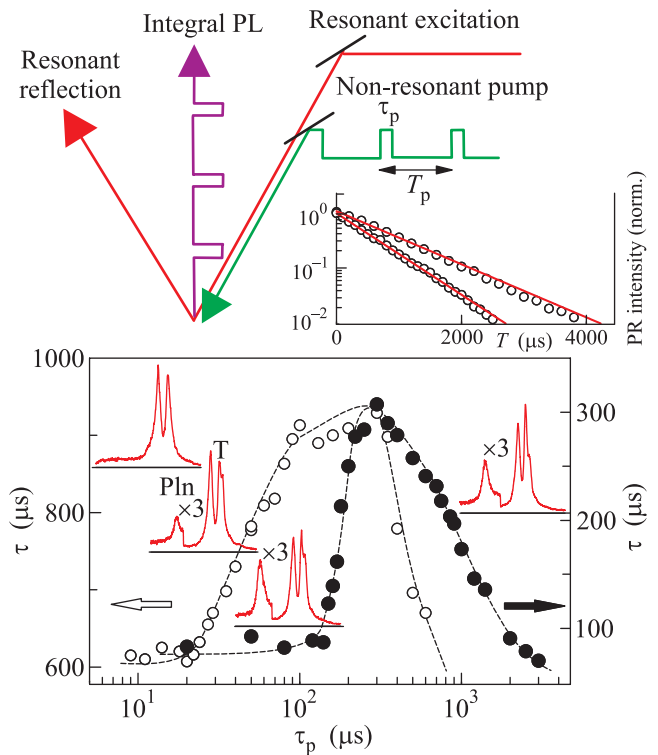 Resonant excitation
Integral PL
Resonant
reflection
Non-resonant pump
τp
Tp
10^0
10^-1
10^-2
0 2000 T (μs) 4000
PR intensity (norm.)
1000
800
600
τ (μs)
300
200
100
τ (μs)
T
Pln
×3
×3
×3
10^1 10^2 10^3
τp (μs)